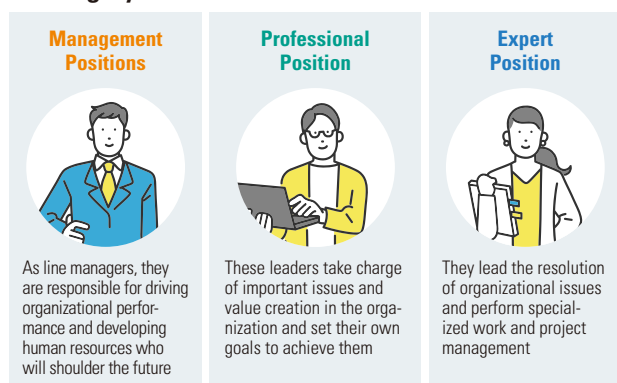 Management
Positions
As line managers, they
are responsible for driving
organizational perfor-
mance and developing
human resources who
will shoulder the future
Professional
Position
These leaders take charge
of important issues and
value creation in the orga-
nization and set their own
goals to achieve them
Expert
Position
They lead the resolution
of organizational issues
and perform special-
ized work and project
management